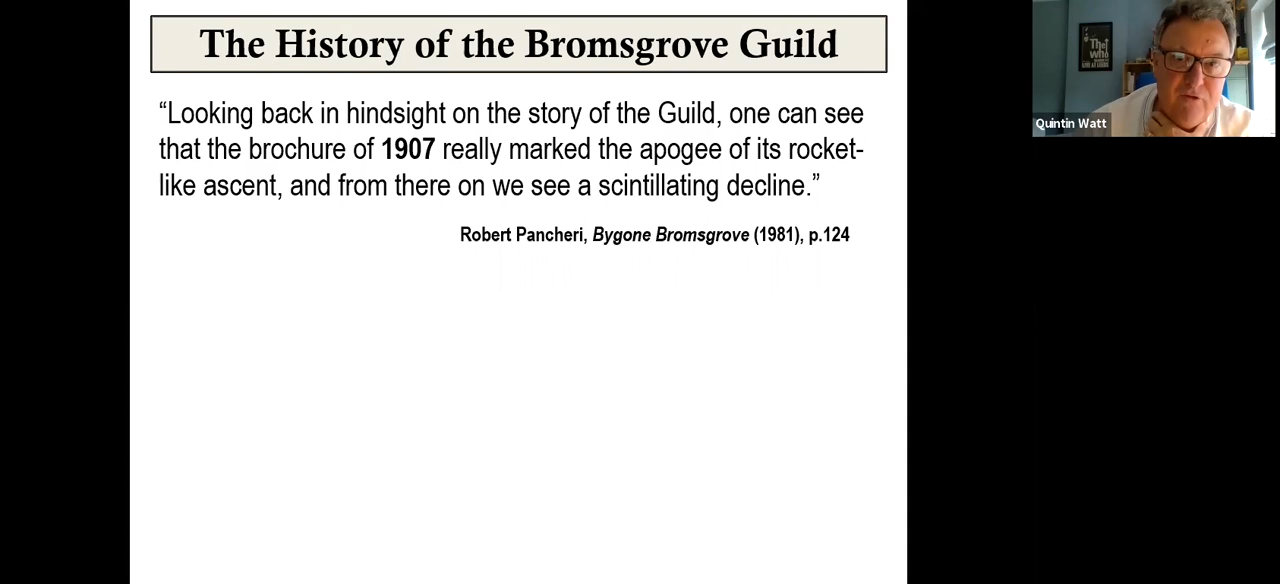 The History of the Bromsgrove Guild
“Looking back in hindsight on the story of the Guild, one can see
that the brochure of 1907 really marked the apogee of its rocket-
like ascent, and from there on we see a scintillating decline.”
Robert Pancheri, Bygone Bromsgrove (1981), p.124
The
who
Quintin Watt